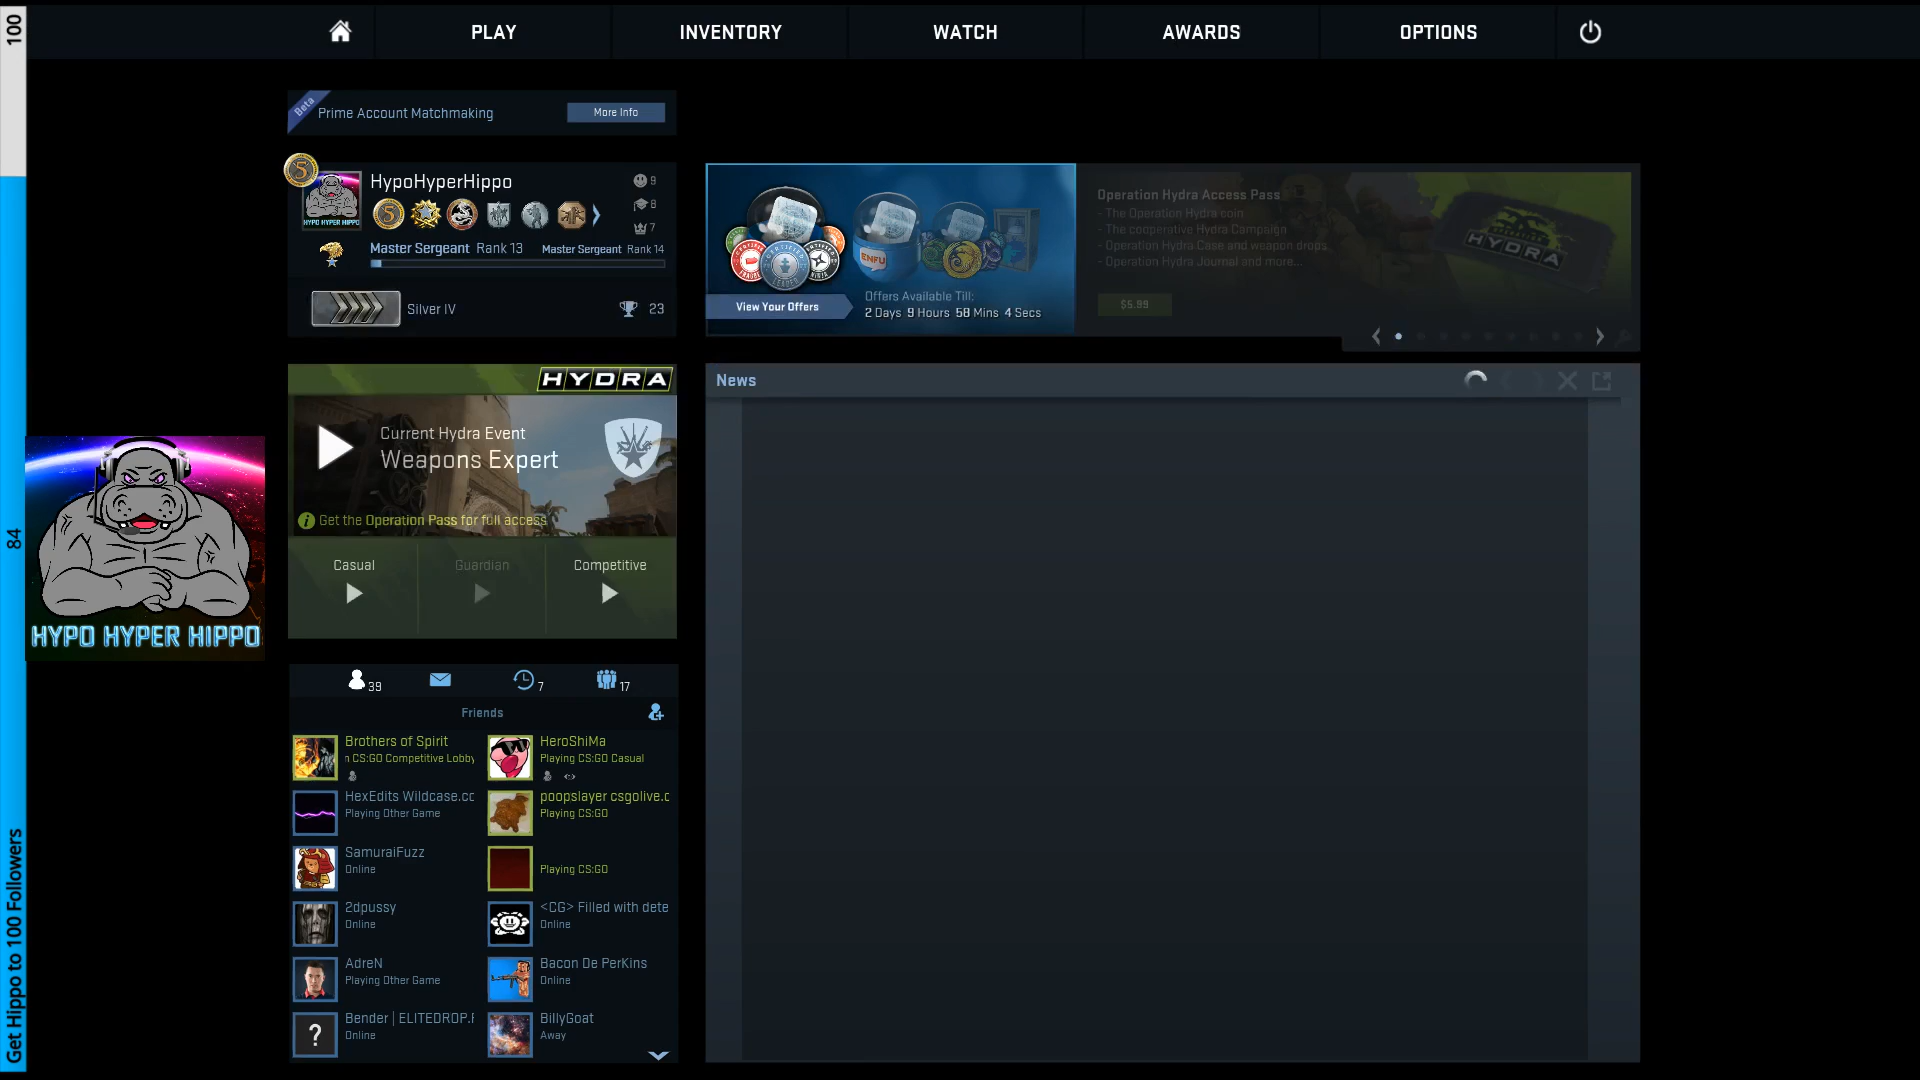 100
84
Get Hippo to 100 Followers
HYPO HYPER HIPPO
PLAY
INVENTORY
WATCH
AWARDS
OPTIONS
Beta
Prime Account Matchmaking
More Info
5
HYPO HYPER HIPPO
HypoHyperHippo
5
9
8
7
Master Sergeant Rank 13
Master Sergeant Rank 14
Silver IV
23
ENFU
View Your Offers
Offers Available Till:
2 Days 9 Hours 58 Mins 4 Secs
Operation Hydra Access Pass
- The Operation Hydra coin
- The cooperative Hydra Campaign
- Operation Hydra Case and weapon drops
- Operation Hydra Journal and more...
$5.99
HYDRA
HYDRA
Current Hydra Event
Weapons Expert
i Get the Operation Pass for full access
Casual
Guardian
Competitive
39
7
17
Friends
Brothers of Spirit
n CS:GO Competitive Lobby
HeroShiMa
Playing CS:GO Casual
HexEdits Wildcase.cc
Playing Other Game
poopslayer csgolive.c
Playing CS:GO
SamuraiFuzz
Online
Playing CS:GO
2dpussy
Online
<CG> Filled with dete
Online
AdreN
Playing Other Game
Bacon De PerKins
Online
?
Bender | ELITEDROP.F
Online
BillyGoat
Away
News